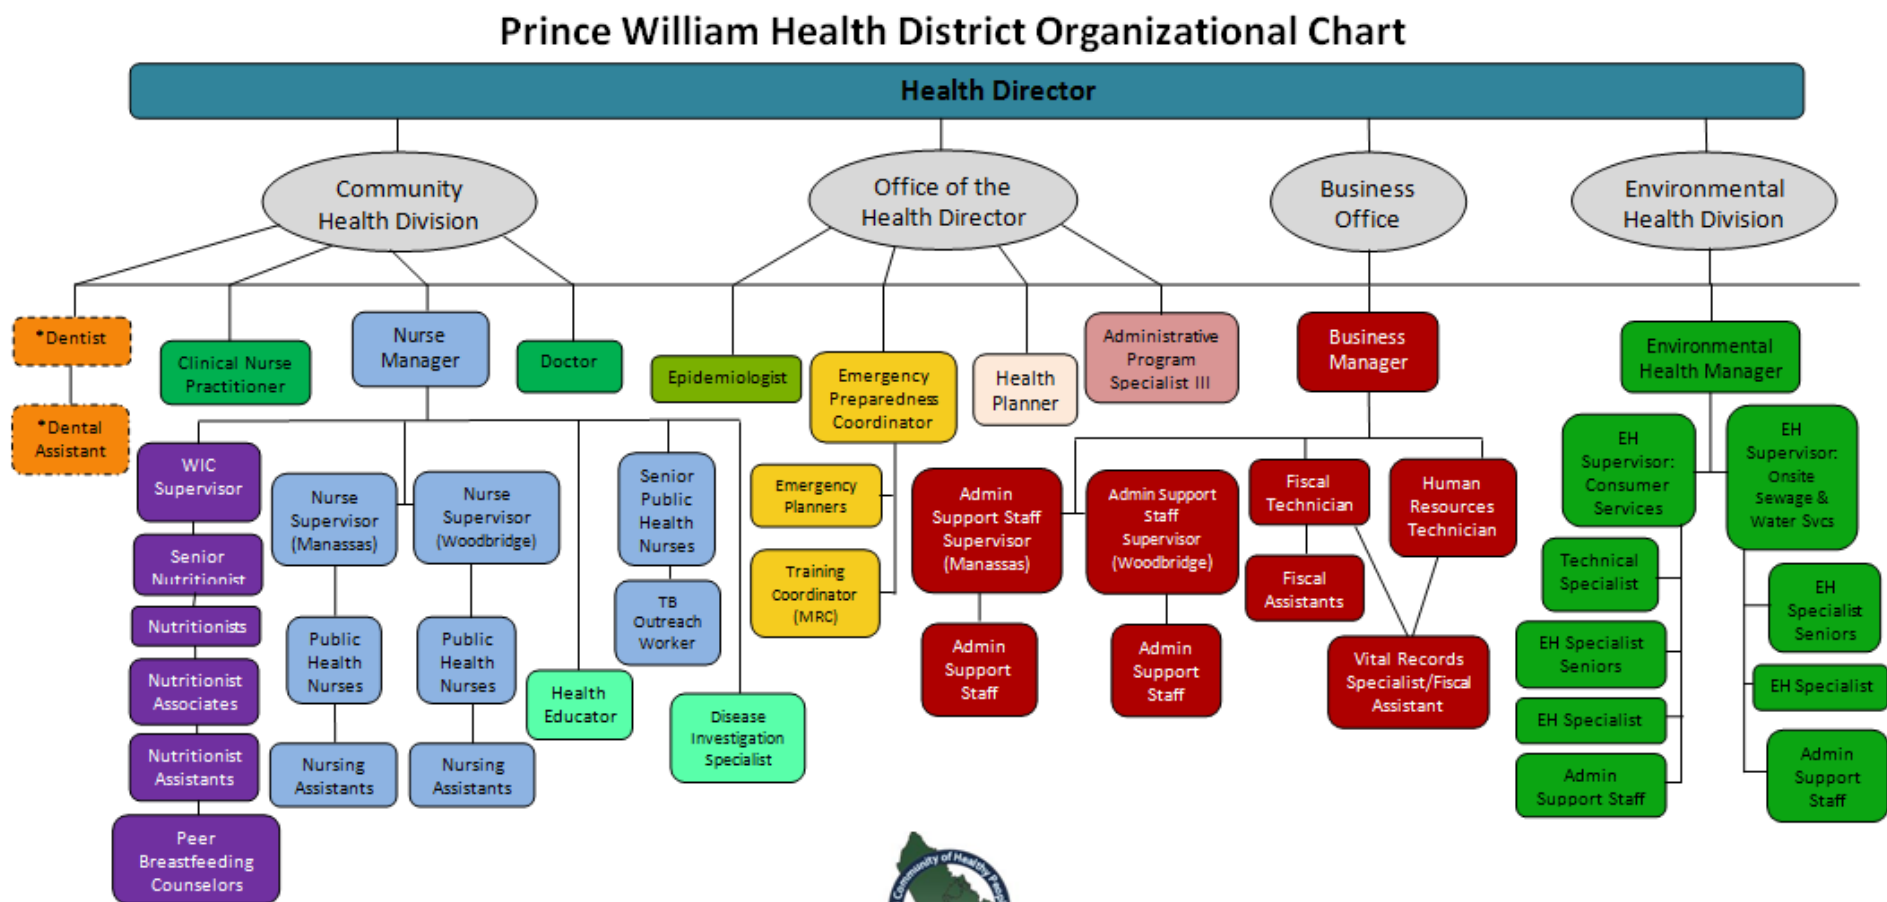 Prince William Health District Organizational Chart
Health Director
Community
Health Division
Office of the
Health Director
Business
Office
Environmental
Health Division
*Dentist
*Dental
Assistant
Clinical Nurse
Practitioner
Nurse
Manager
Doctor
Epidemiologist
Emergency
Preparedness
Coordinator
Health
Planner
Administrative
Program
Specialist III
Business
Manager
Environmental
Health Manager
WIC
Supervisor
Senior
Nutritionist
Nutritionists
Nutritionist
Associates
Nutritionist
Assistants
Peer
Breastfeeding
Counselors
Nurse
Supervisor
(Manassas)
Public
Health
Nurses
Nursing
Assistants
Nurse
Supervisor
(Woodbridge)
Public
Health
Nurses
Nursing
Assistants
Health
Educator
Senior
Public
Health
Nurses
TB
Outreach
Worker
Disease
Investigation
Specialist
Emergency
Planners
Training
Coordinator
(MRC)
Admin
Support Staff
Supervisor
(Manassas)
Admin
Support
Staff
Admin Support
Staff
Supervisor
(Woodbridge)
Admin
Support
Staff
Fiscal
Technician
Fiscal
Assistants
Human
Resources
Technician
Vital Records
Specialist/Fiscal
Assistant
EH
Supervisor:
Consumer
Services
Technical
Specialist
EH Specialist
Seniors
EH Specialist
Admin
Support Staff
EH
Supervisor:
Onsite
Sewage &
Water Svcs
EH
Specialist
Seniors
EH Specialist
Admin
Support
Staff
Community of Healthy